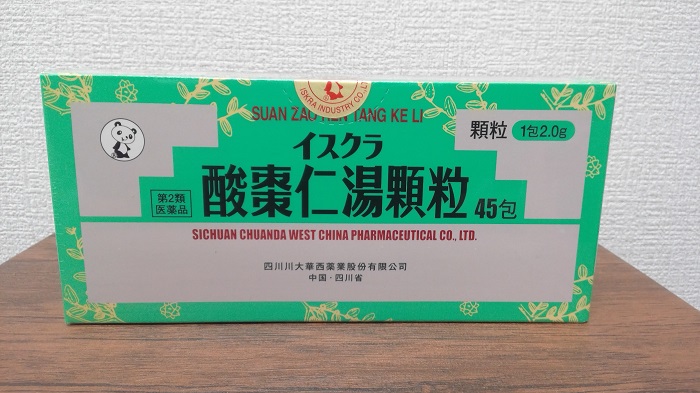 ISKRA INDUSTRY CO., L
SUAN ZAO REN TANG KE LI
顆粒 1包2.0g
イスクラ
第2類
医薬品
酸棗仁湯顆粒 45包
SICHUAN CHUANDA WEST CHINA PHARMACEUTICAL CO., LTD.
四川川大華西薬業股份有限公司
中国・四川省